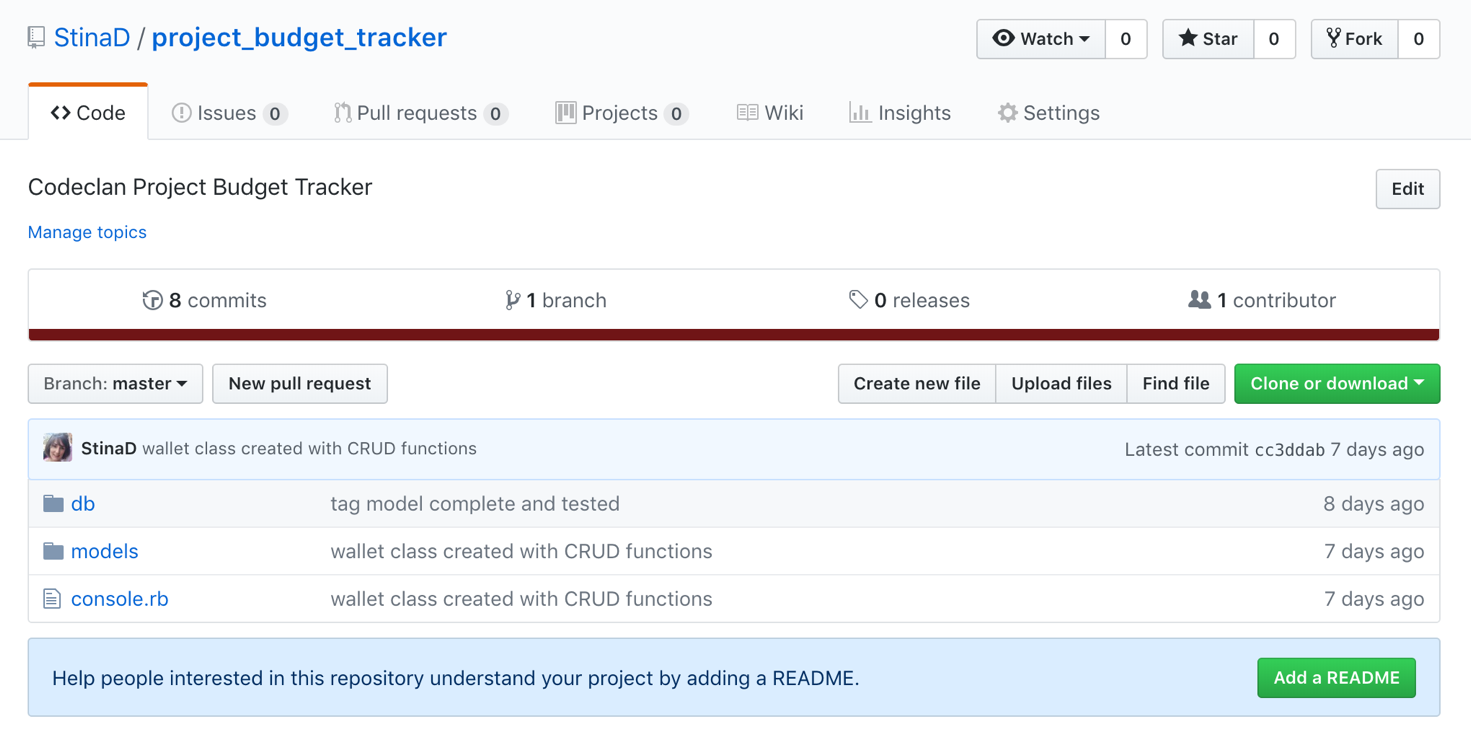 StinaD / project_budget_tracker
Watch 0 Star 0 Fork 0
Code Issues 0 Pull requests 0 Projects 0 Wiki Insights Settings
Codeclan Project Budget Tracker
Edit
Manage topics
8 commits 1 branch 0 releases 1 contributor
Branch: master New pull request Create new file Upload files Find file Clone or download
StinaD wallet class created with CRUD functions Latest commit cc3ddab 7 days ago
db tag model complete and tested 8 days ago
models wallet class created with CRUD functions 7 days ago
console.rb wallet class created with CRUD functions 7 days ago
Help people interested in this repository understand your project by adding a README. Add a README